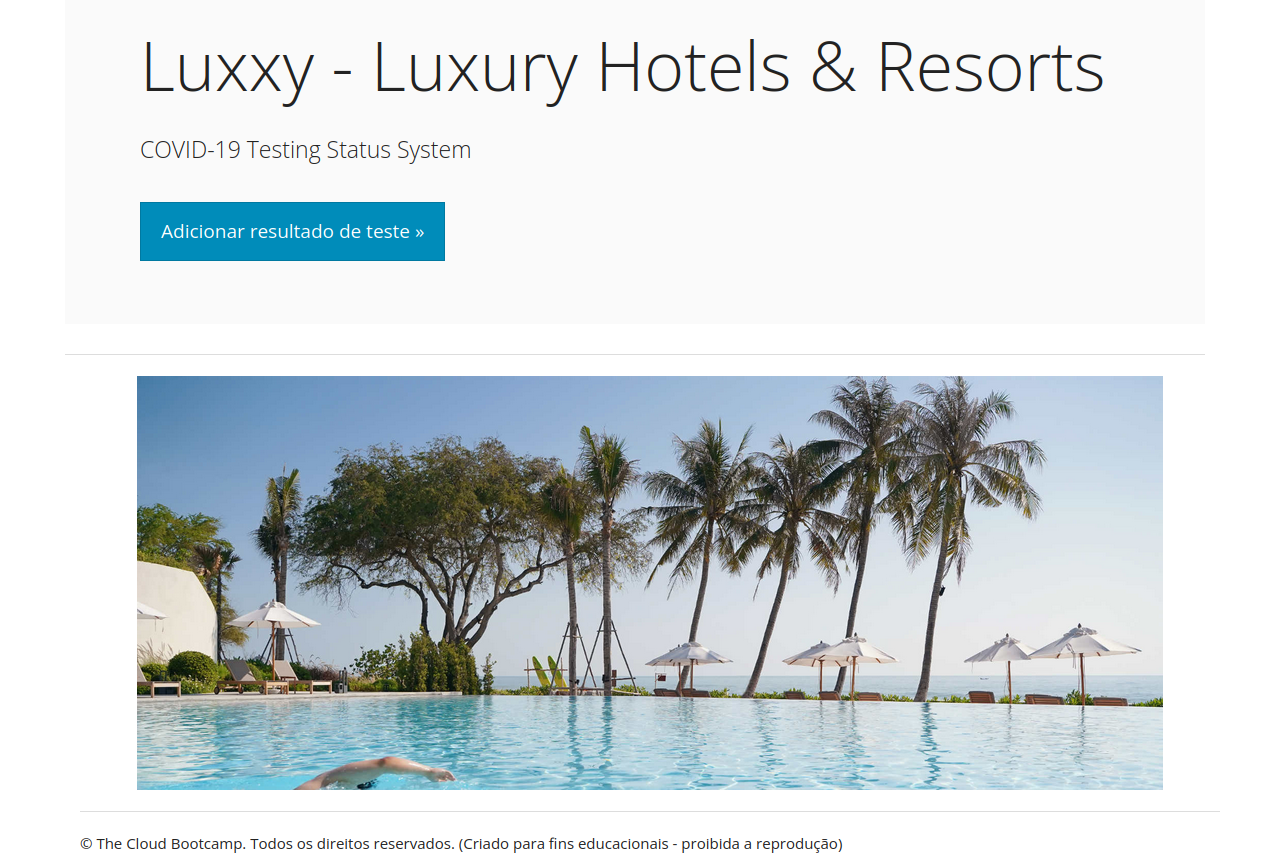 Luxxy - Luxury Hotels & Resorts
COVID-19 Testing Status System
Adicionar resultado de teste »
© The Cloud Bootcamp. Todos os direitos reservados. (Criado para fins educacionais - proibida a reprodução)